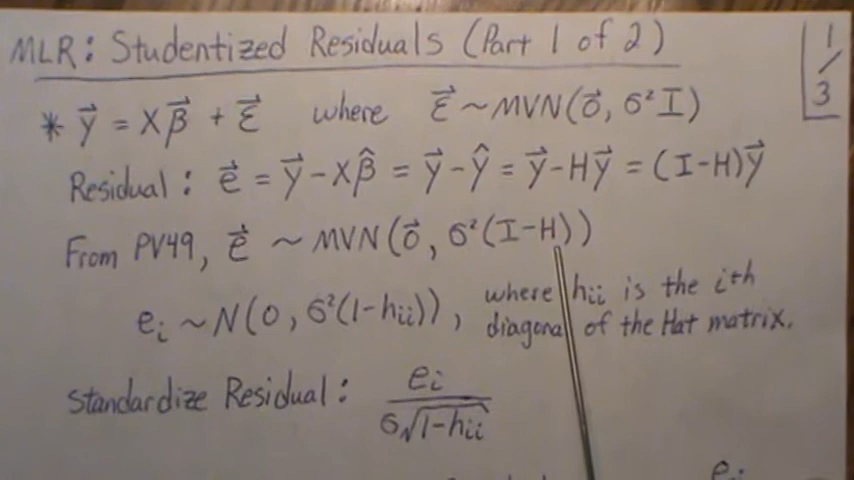 MLR: Studentized Residuals (Part 1 of 2)
1/3
* y⃗ = Xβ⃗ + ε⃗ where ε⃗ ~ MVN(0⃗, σ²I)
Residual: e⃗ = y⃗ - Xβ̂ = y⃗ - ŷ = y⃗ - Hy⃗ = (I-H)y⃗
From PV49, e⃗ ~ MVN(0⃗, σ²(I-H))
eᵢ ~ N(0, σ²(1-hᵢᵢ)), where hᵢᵢ is the ith
diagonal of the Hat matrix.
Standardize Residual: eᵢ / σ√(1-hᵢᵢ)
eᵢ